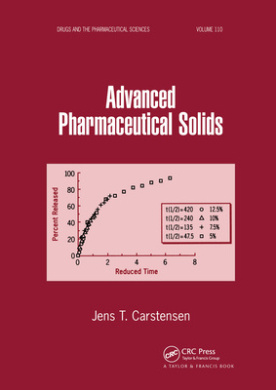 DRUGS AND THE PHARMACEUTICAL SCIENCES VOLUME 110
Advanced
Pharmaceutical Solids
Percent Released
100
80
60
40
20
0
0 2 4 6 8
Reduced Time
t(1/2)=420 12.5%
t(1/2)=240 10%
t(1/2)=135 7.5%
t(1/2)=47.5 5%
Jens T. Carstensen
CRC
CRC Press
Taylor & Francis Group
A TAYLOR & FRANCIS BOOK